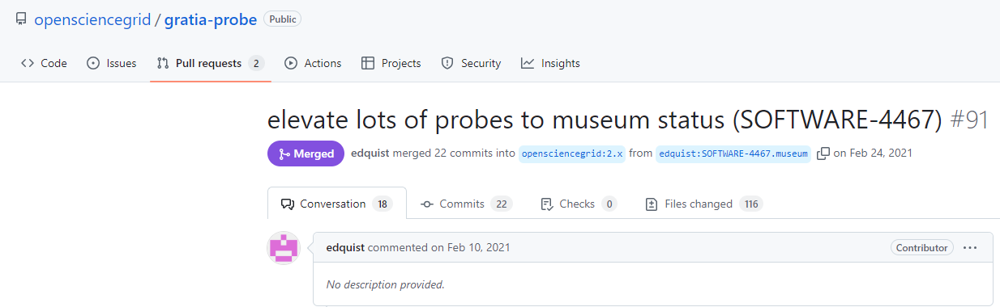 opensciencegrid / gratia-probe Public
Code Issues Pull requests 2 Actions Projects Security Insights
elevate lots of probes to museum status (SOFTWARE-4467) #91
Merged edquist merged 22 commits into opensciencegrid:2.x from edquist:SOFTWARE-4467.museum on Feb 24, 2021
Conversation 18 Commits 22 Checks 0 Files changed 116
edquist commented on Feb 10, 2021 Contributor
No description provided.